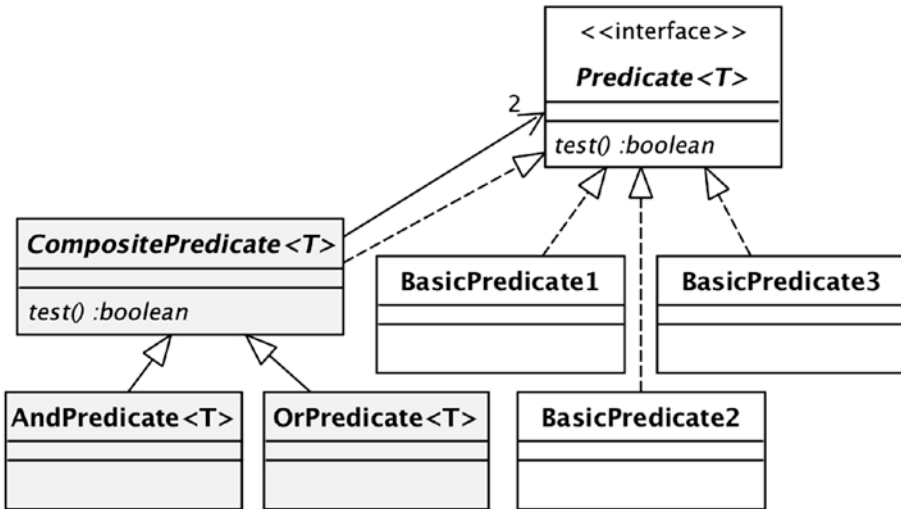 <<interface>>
Predicate<T>
2
test() :boolean
CompositePredicate<T>
test() :boolean
BasicPredicate1
BasicPredicate3
AndPredicate<T>
OrPredicate<T>
BasicPredicate2